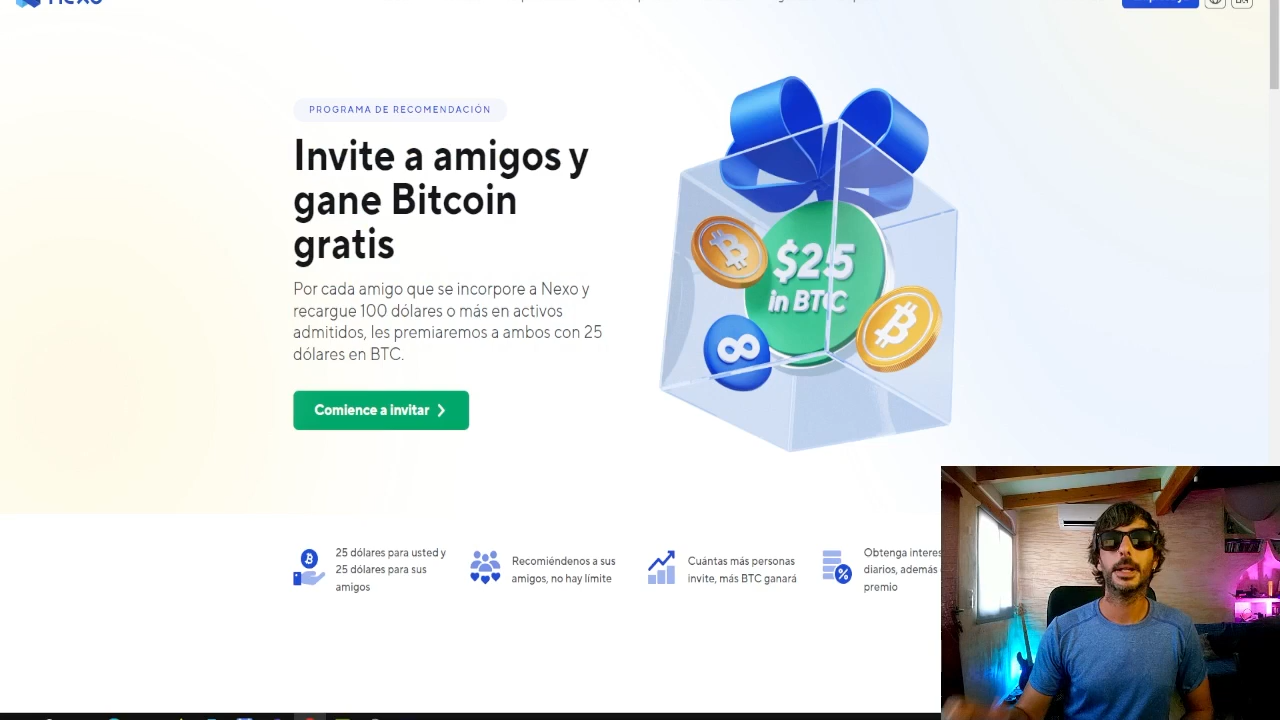 nexo
PROGRAMA DE RECOMENDACIÓN
Invite a amigos y
gane Bitcoin
gratis
Por cada amigo que se incorpore a Nexo y
recargue 100 dólares o más en activos
admitidos, les premiaremos a ambos con 25
dólares en BTC.
Comience a invitar
$25
in BTC
25 dólares para usted y
25 dólares para sus
amigos
Recomiéndenos a sus
amigos, no hay límite
Cuántas más personas
invite, más BTC ganará
Obtenga
diarios, además
premio